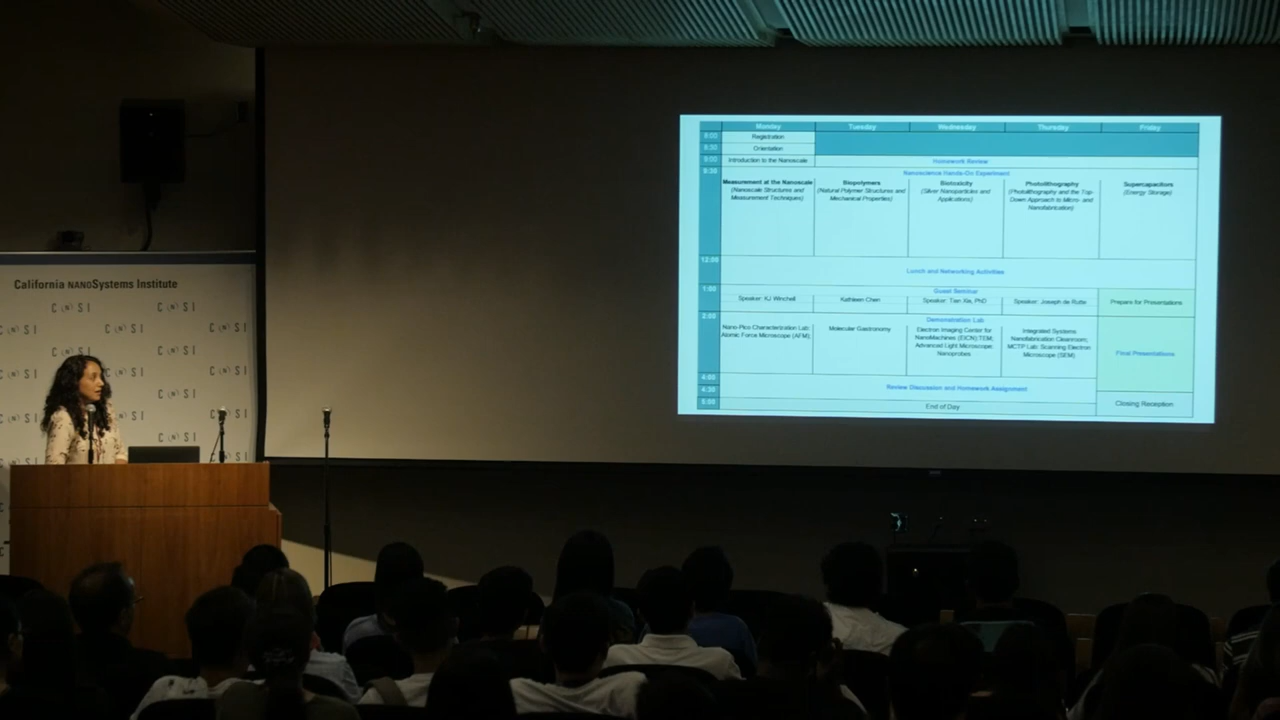 California NANOSystems Institute
C (N) S I
C (N) S I
C (N) S I
C (N) S I
C (N) S I
C (N) S I
C (N) S I
C (N) S I
C (N) S I
C (N) S I
C (N) S I
C (N) S I
Monday Tuesday Wednesday Thursday Friday
8:00 Registration
8:30 Orientation
9:00 Introduction to the Nanoscale Homework Review
9:30 Nanoscience Hands-On Experiment
Measurement at the Nanoscale Biopolymers Biotoxicity Photolithography Supercapacitors
(Nanoscale Structures and (Natural Polymer Structures and (Silver Nanoparticles and (Photolithography and the Top- (Energy Storage)
Measurement Techniques) Mechanical Properties) Applications) Down Approach to Micro- and
Nanofabrication)
12:00
Lunch and Networking Activities
1:00 Guest Seminar
Speaker: KJ Winchell Kathleen Chen Speaker: Tian Xia, PhD Speaker: Joseph de Rutte Prepare for Presentations
2:00 Demonstration Lab
Nano-Pico Characterization Lab: Molecular Gastronomy Electron Imaging Center for Integrated Systems
Atomic Force Microscope (AFM) NanoMachines (EICN):TEM; Nanofabrication Cleanroom;
Advanced Light Microscope: MCTP Lab: Scanning Electron
Nanoprobes Microscope (SEM)
Final Presentations
4:00
4:30 Review Discussion and Homework Assignment
5:00 End of Day Closing Reception